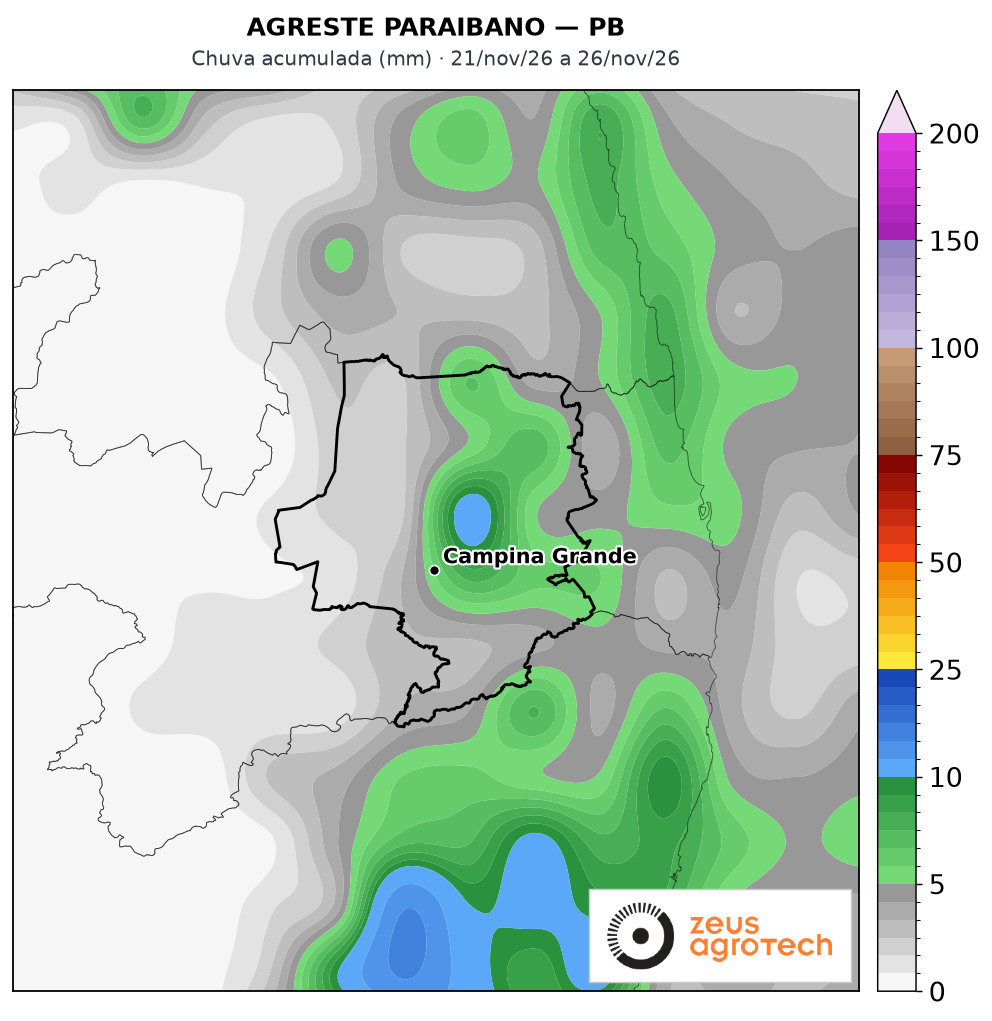 AGRESTE PARAIBANO — PB
Chuva acumulada (mm) · 21/nov/26 a 26/nov/26
200
150
100
75
50
25
10
5
0
Campina Grande
zeus
agrotech